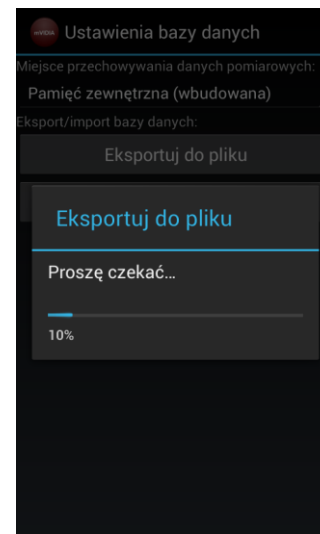 mVIDIA
Ustawienia bazy danych
Miejsce przechowywania danych pomiarowych:
Pamięć zewnętrzna (wbudowana)
Eksport/import bazy danych:
Eksportuj do pliku
Eksportuj do pliku
Proszę czekać...
10%